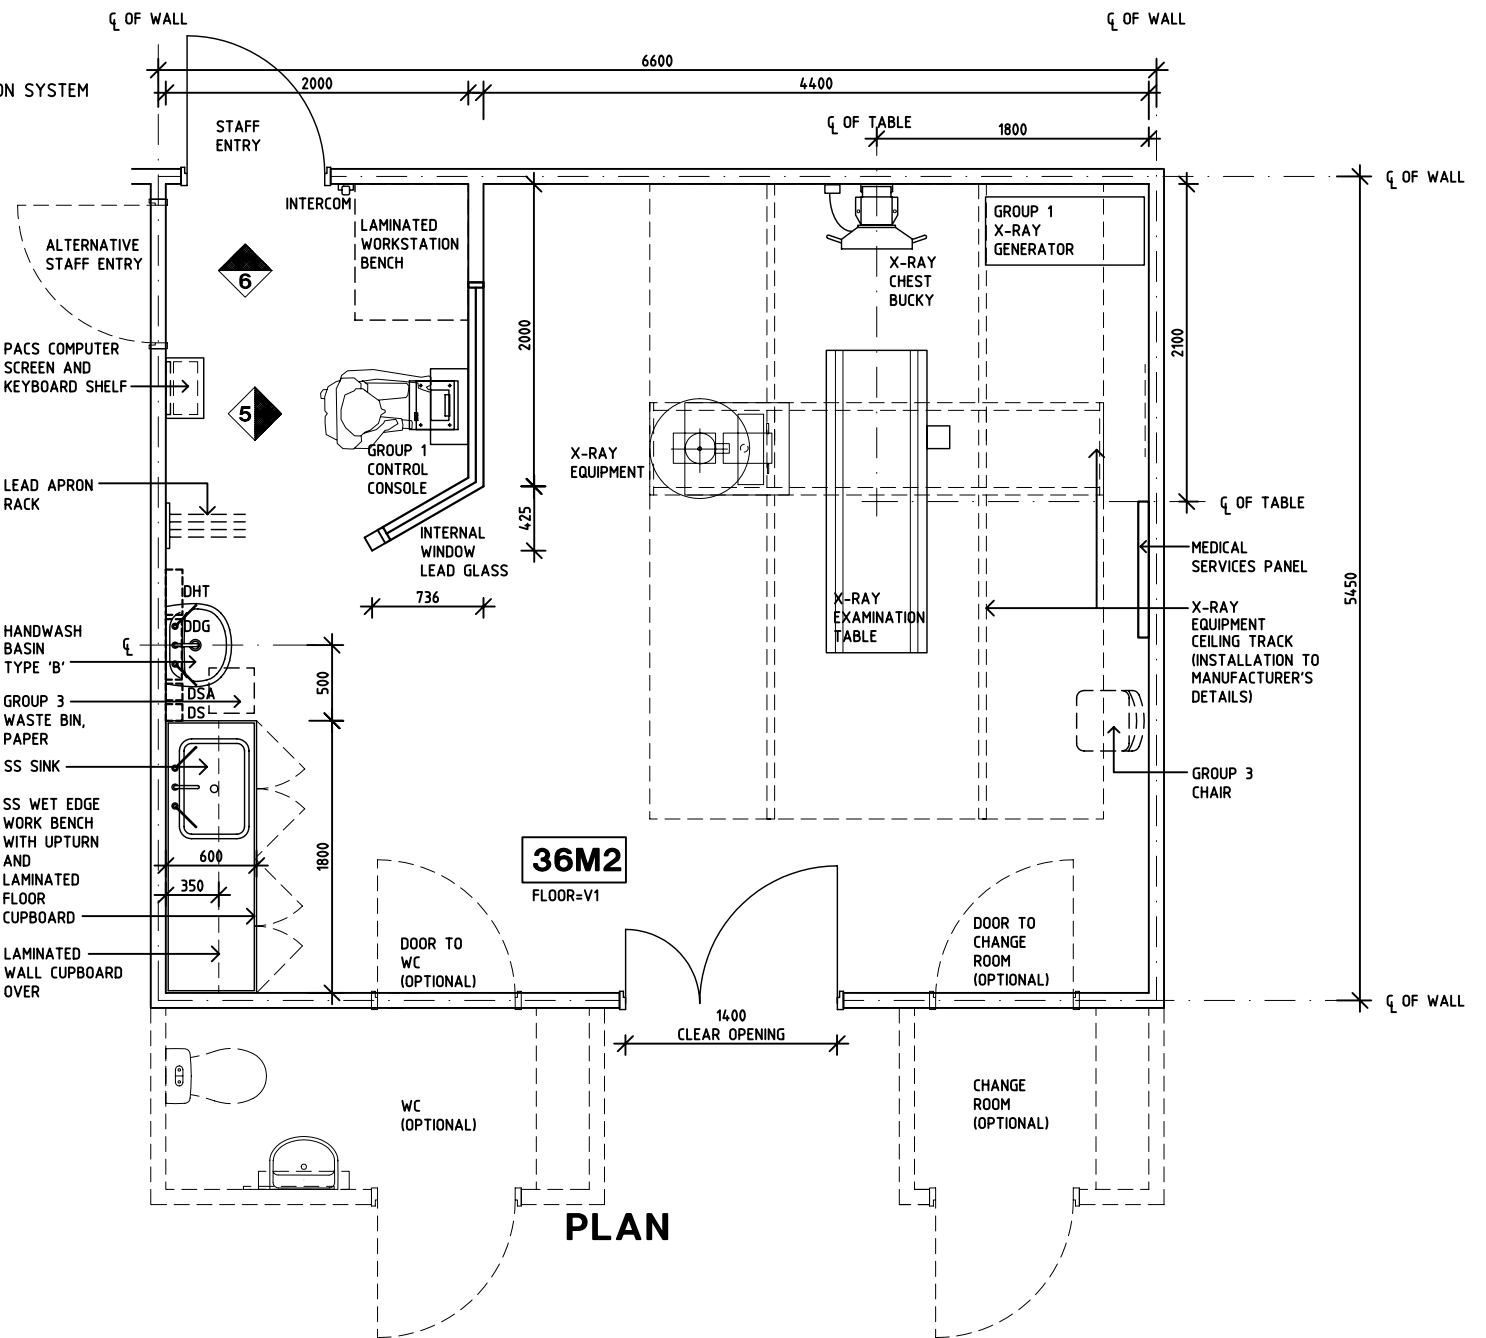 ℄ OF WALL
℄ OF WALL
6600
ON SYSTEM
2000
4400
STAFF
ENTRY
℄ OF TABLE
1800
℄ OF WALL
INTERCOM
LAMINATED
WORKSTATION
BENCH
GROUP 1
X-RAY
GENERATOR
ALTERNATIVE
STAFF ENTRY
6
X-RAY
CHEST
BUCKY
2000
2100
PACS COMPUTER
SCREEN AND
KEYBOARD SHELF
5
GROUP 1
CONTROL
CONSOLE
X-RAY
EQUIPMENT
LEAD APRON
RACK
425
℄ OF TABLE
INTERNAL
WINDOW
LEAD GLASS
MEDICAL
SERVICES PANEL
5450
DHT
736
X-RAY
EXAMINATION
TABLE
X-RAY
EQUIPMENT
CEILING TRACK
(INSTALLATION TO
MANUFACTURER'S
DETAILS)
DDG
HANDWASH
BASIN
TYPE 'B'
℄
500
DSA
DS
GROUP 3
WASTE BIN,
PAPER
SS SINK
GROUP 3
CHAIR
SS WET EDGE
WORK BENCH
WITH UPTURN
AND
LAMINATED
FLOOR
CUPBOARD
600
350
1800
36M2
FLOOR=V1
LAMINATED
WALL CUPBOARD
OVER
DOOR TO
WC
(OPTIONAL)
DOOR TO
CHANGE
ROOM
(OPTIONAL)
℄ OF WALL
1400
CLEAR OPENING
WC
(OPTIONAL)
CHANGE
ROOM
(OPTIONAL)
PLAN